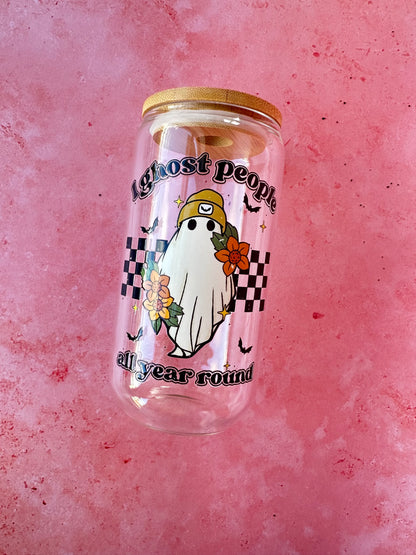 I ghost people
all year round